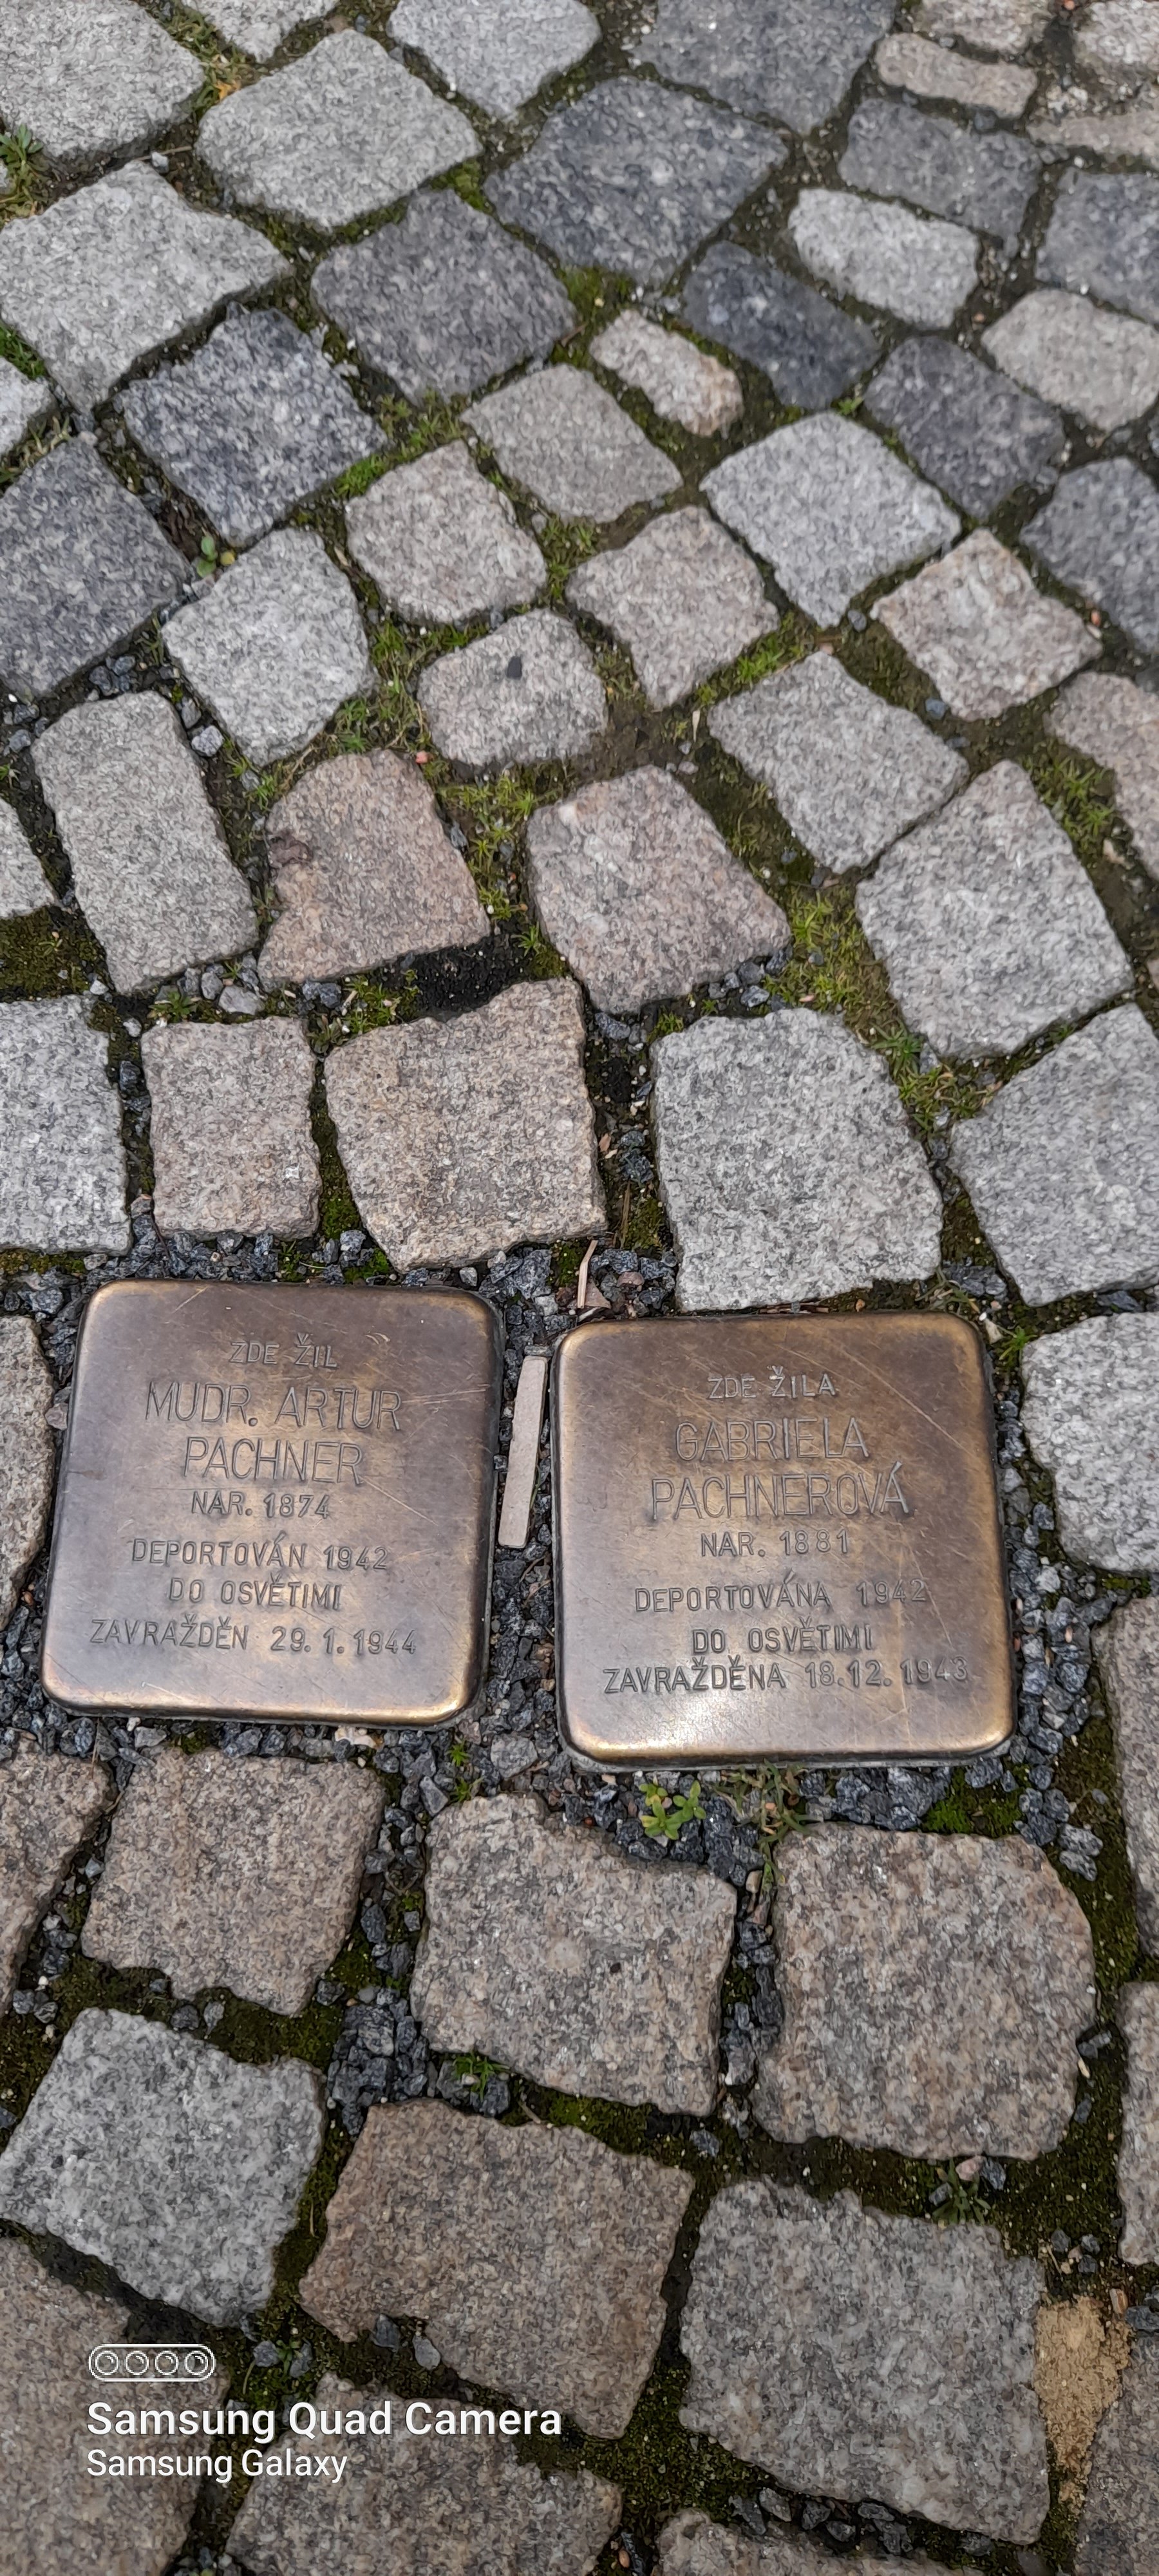 ZDE ŽIL
MUDR. ARTUR
PACHNER
NAR. 1874
DEPORTOVÁN 1942
DO OSVĚTIMI
ZAVRAŽDĚN 29.1.1944
ZDE ŽILA
GABRIELA
PACHNEROVÁ
NAR. 1881
DEPORTOVÁNA 1942
DO OSVĚTIMI
ZAVRAŽDĚNA 18.12.1943
Samsung Quad Camera
Samsung Galaxy